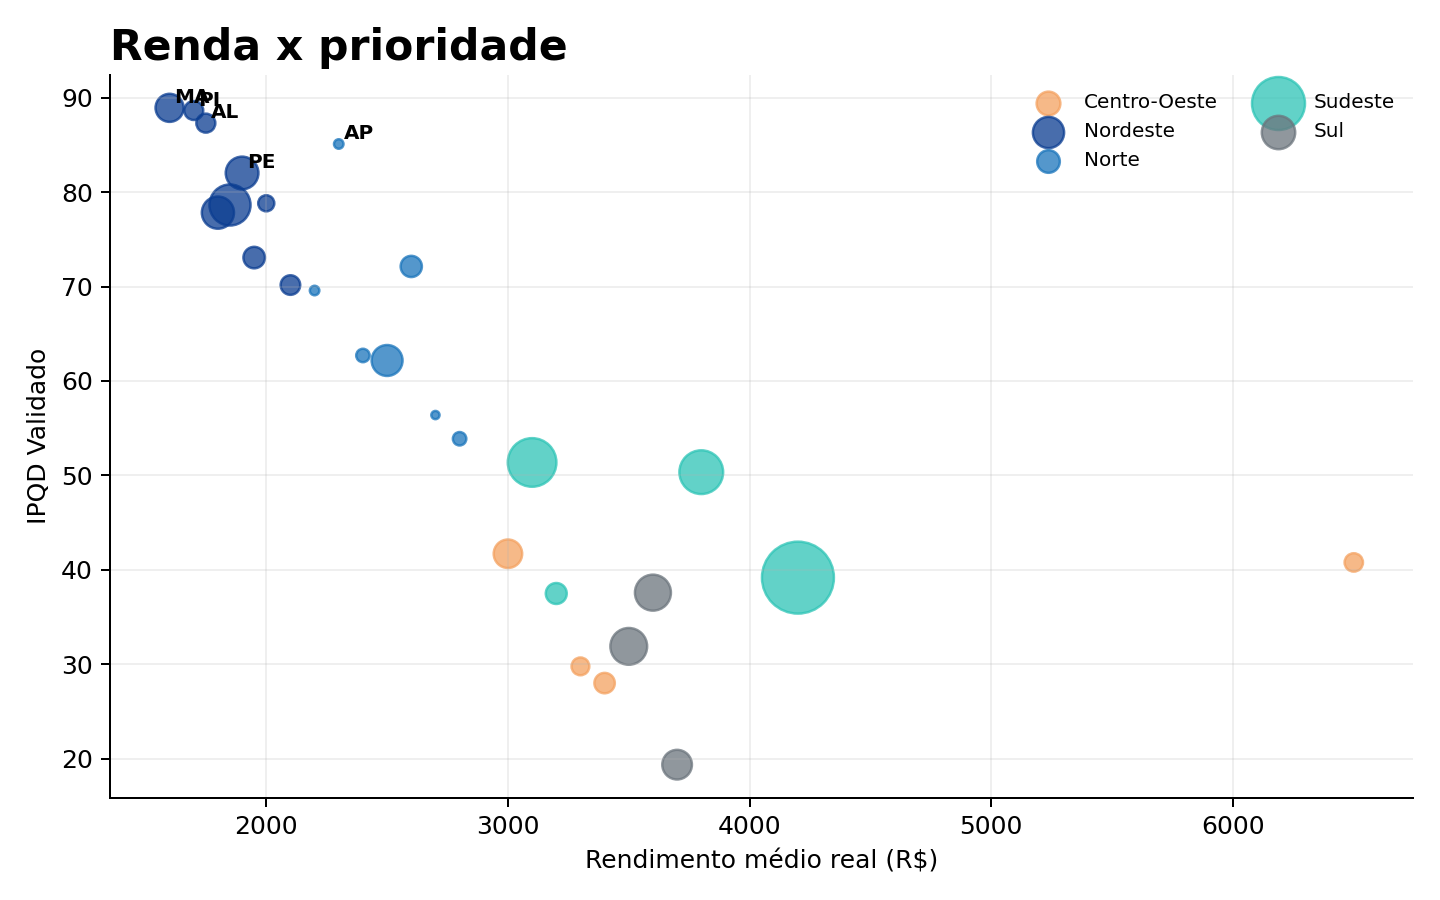 Renda x prioridade
MA
PI
AL
AP
PE
Centro-Oeste
Nordeste
Norte
Sudeste
Sul
IPQD Validado
90
80
70
60
50
40
30
20
2000
3000
4000
5000
6000
Rendimento médio real (R$)